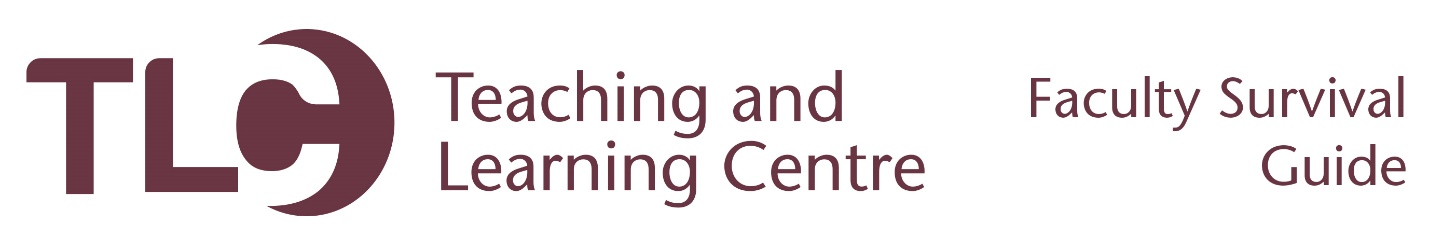 TLC
Teaching and
Learning Centre
Faculty Survival
Guide